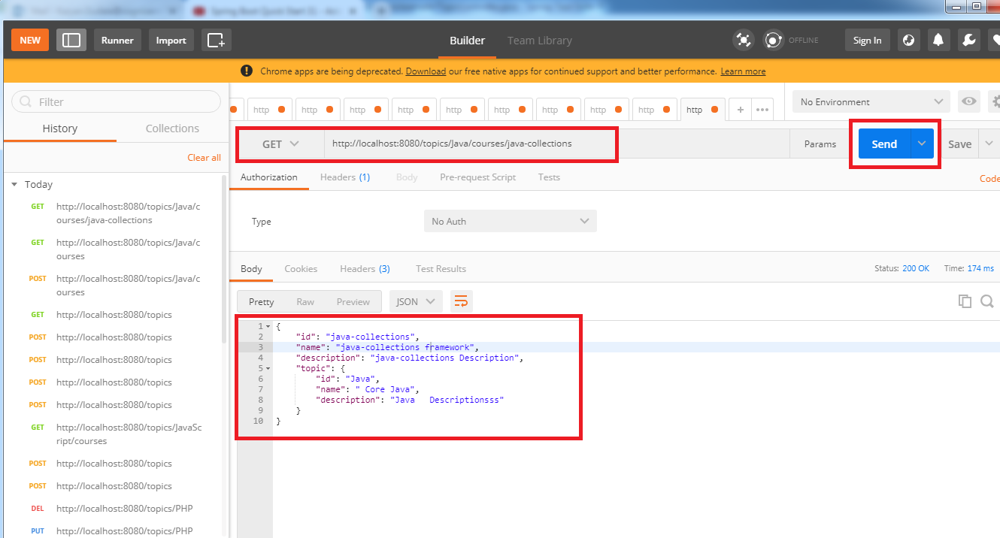 Spring Boot Quick Start
NEW Runner Import Builder Team Library OFFLINE Sign In
Chrome apps are being deprecated. Download our free native apps for continued support and better performance. Learn more
Filter
History Collections
Clear all
Today
GET http://localhost:8080/topics/Java/c
ourses/java-collections
GET http://localhost:8080/topics/Java/c
ourses
POST http://localhost:8080/topics/Java/c
ourses
GET http://localhost:8080/topics
POST http://localhost:8080/topics
POST http://localhost:8080/topics
POST http://localhost:8080/topics
POST http://localhost:8080/topics
GET http://localhost:8080/topics/JavaSc
ript/courses
POST http://localhost:8080/topics
POST http://localhost:8080/topics
DEL http://localhost:8080/topics/PHP
PUT http://localhost:8080/topics/PHP
http http http http http http http http http http + ••• No Environment
GET http://localhost:8080/topics/Java/courses/java-collections Params Send Save
Authorization Headers (1) Body Pre-request Script Tests Code
Type No Auth
Body Cookies Headers (3) Test Results Status: 200 OK Time: 174 ms
Pretty Raw Preview JSON
1 {
2 "id": "java-collections",
3 "name": "java-collections framework",
4 "description": "java-collections Description",
5 "topic": {
6 "id": "Java",
7 "name": " Core Java",
8 "description": "Java   Descriptionsss"
9 }
10 }